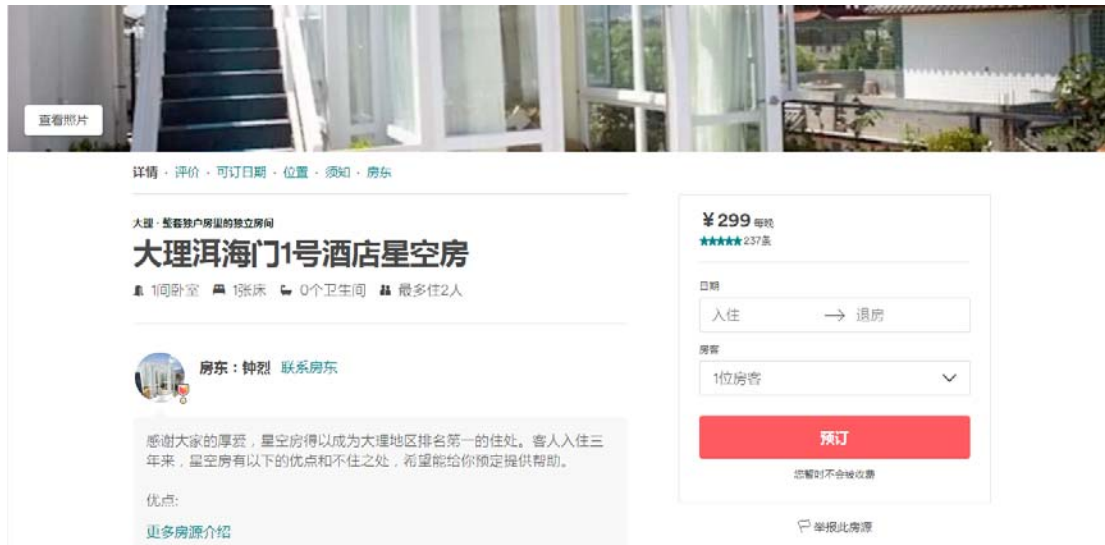 查看照片
详情 · 评价 · 可订日期 · 位置 · 须知 · 房东
大理 · 整套独户房里的独立房间
大理洱海门1号酒店星空房
1间卧室 1张床 0个卫生间 最多住2人
房东：钟烈 联系房东
感谢大家的厚爱，星空房得以成为大理地区排名第一的住处。客人入住三
年来，星空房有以下的优点和不住之处，希望能给你预定提供帮助。
优点:
更多房源介绍
¥299 每晚
★★★★★ 237条
日期
入住 → 退房
房客
1位房客
预订
您暂时不会被收费
举报此房源